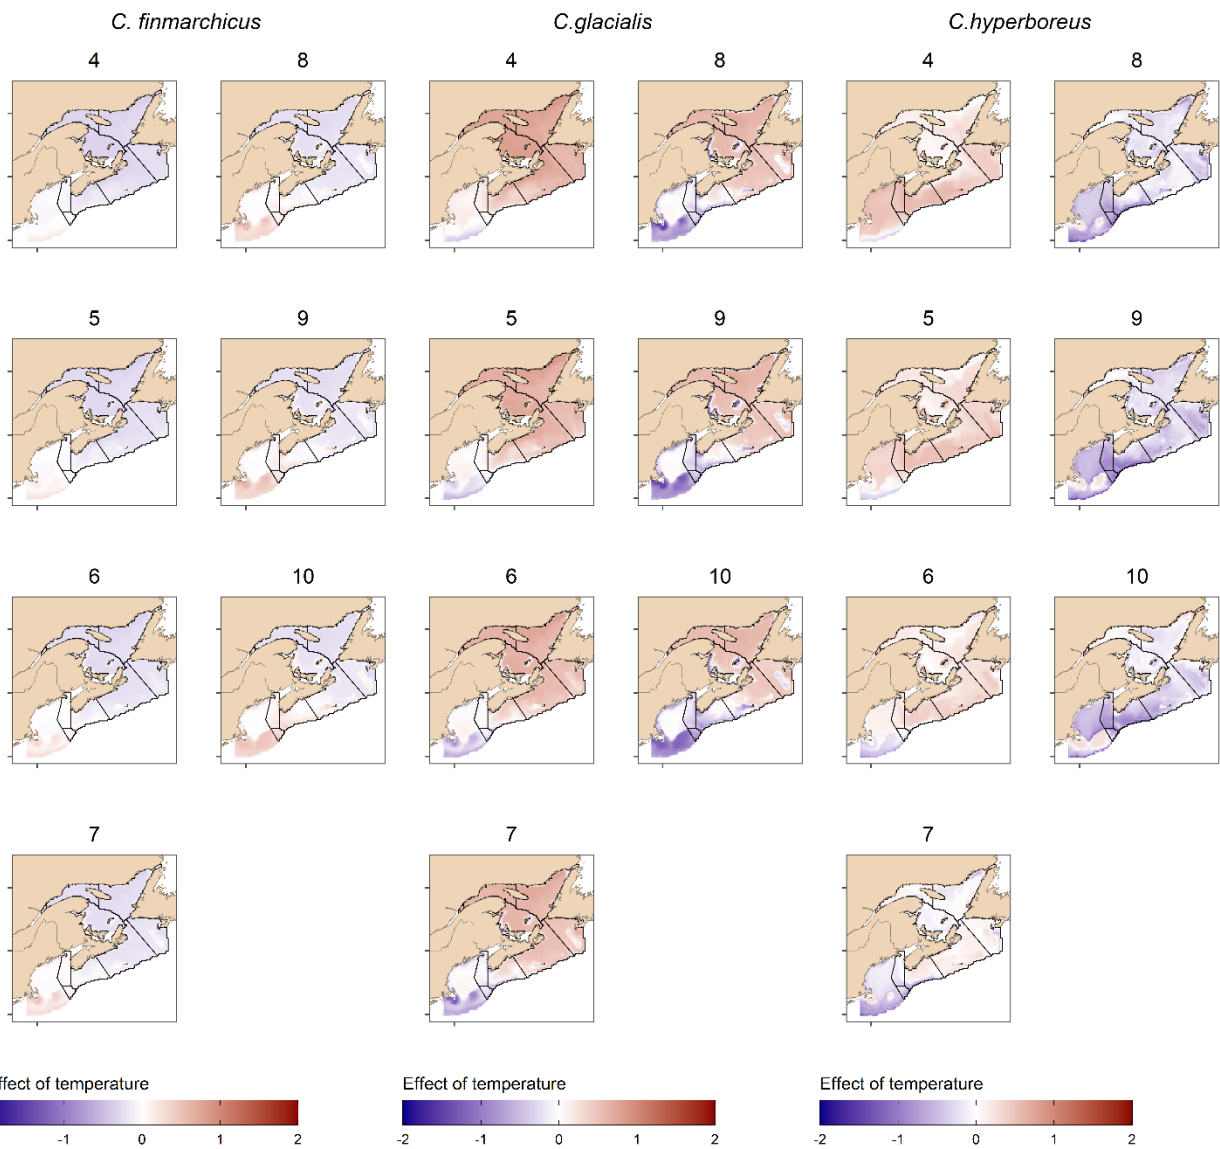 C. finmarchicus C.glacialis C.hyperboreus
4 8 4 8 4 8
5 9 5 9 5 9
6 10 6 10 6 10
7 7 7
ffect of temperature Effect of temperature Effect of temperature
-1 0 1 2 -2 -1 0 1 2 -2 -1 0 1 2